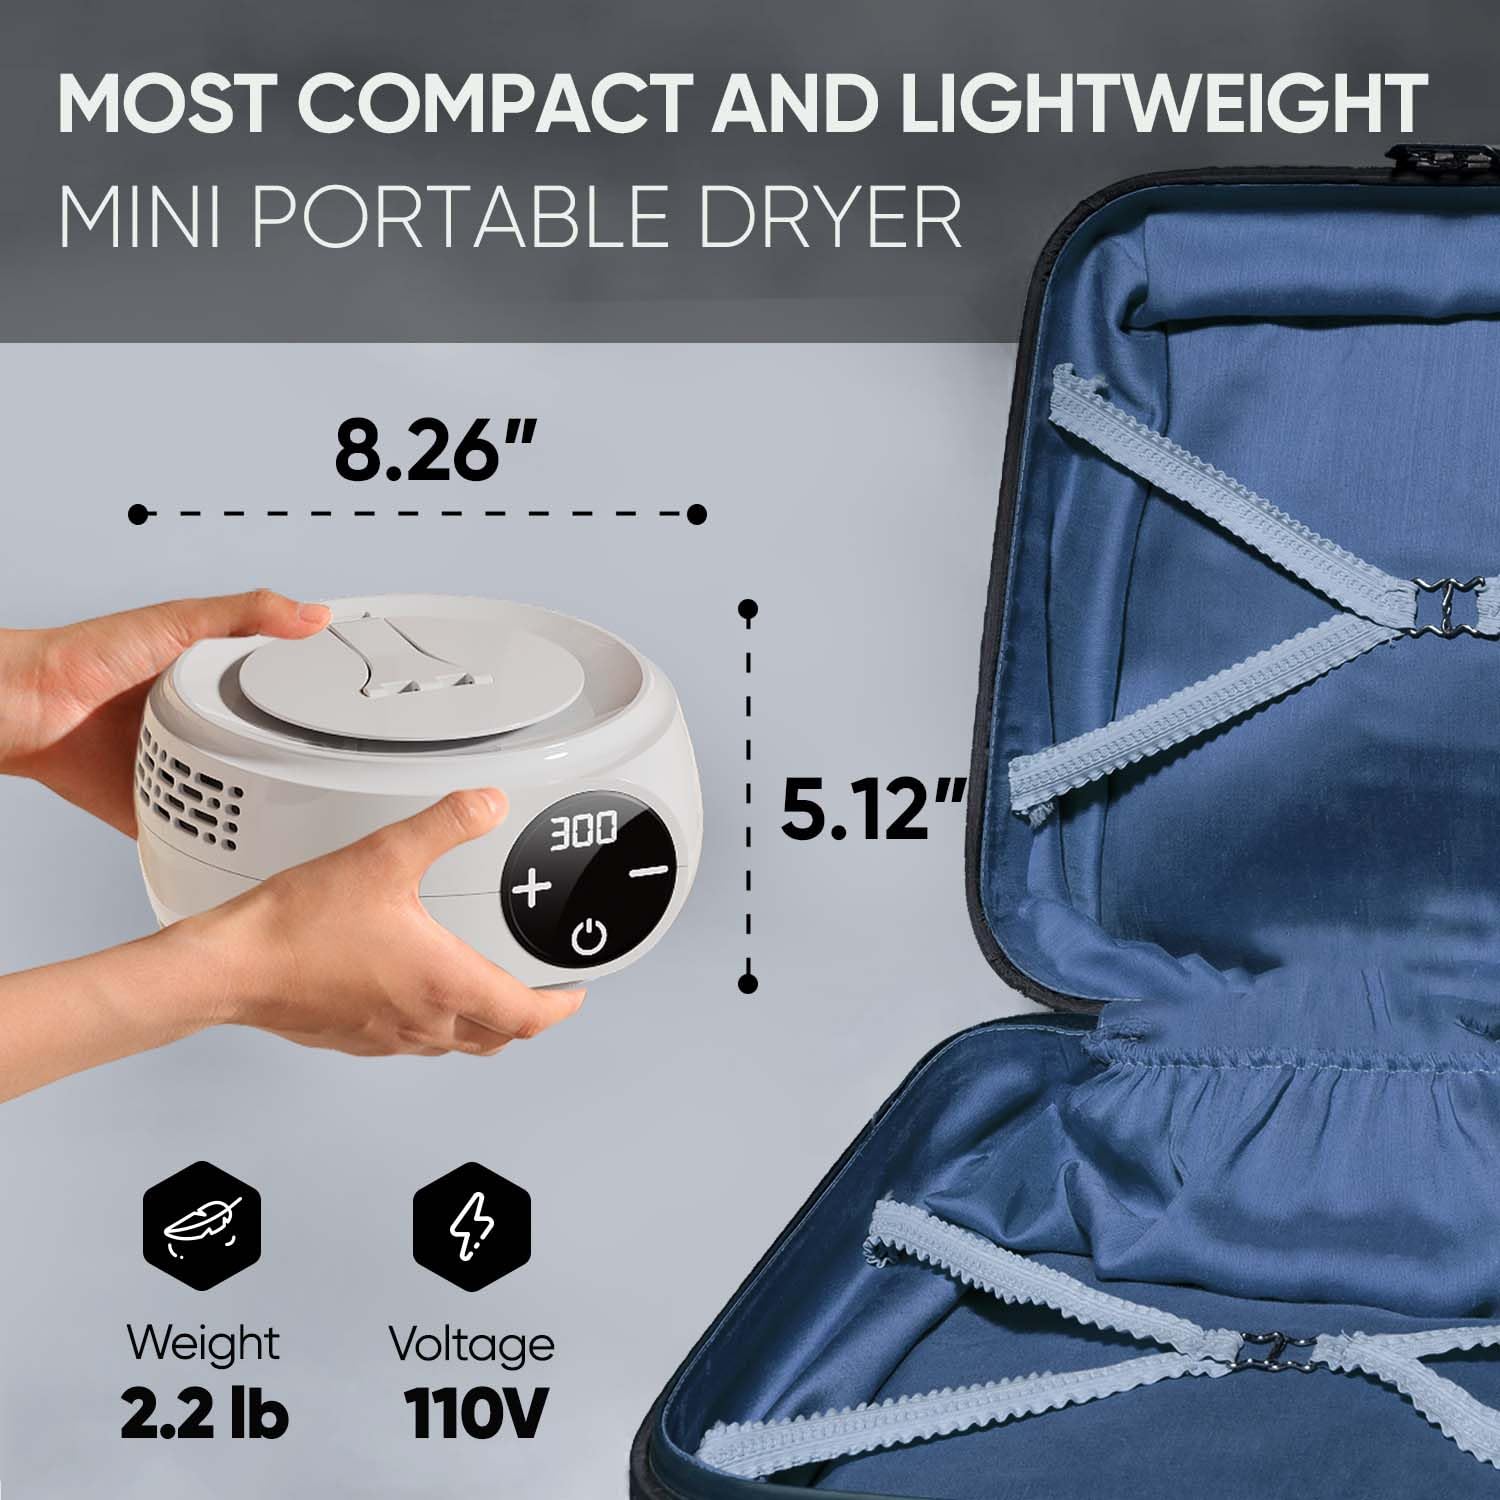 MOST COMPACT AND LIGHTWEIGHT
MINI PORTABLE DRYER
8.26"
5.12"
300
Weight
2.2 lb
Voltage
110V